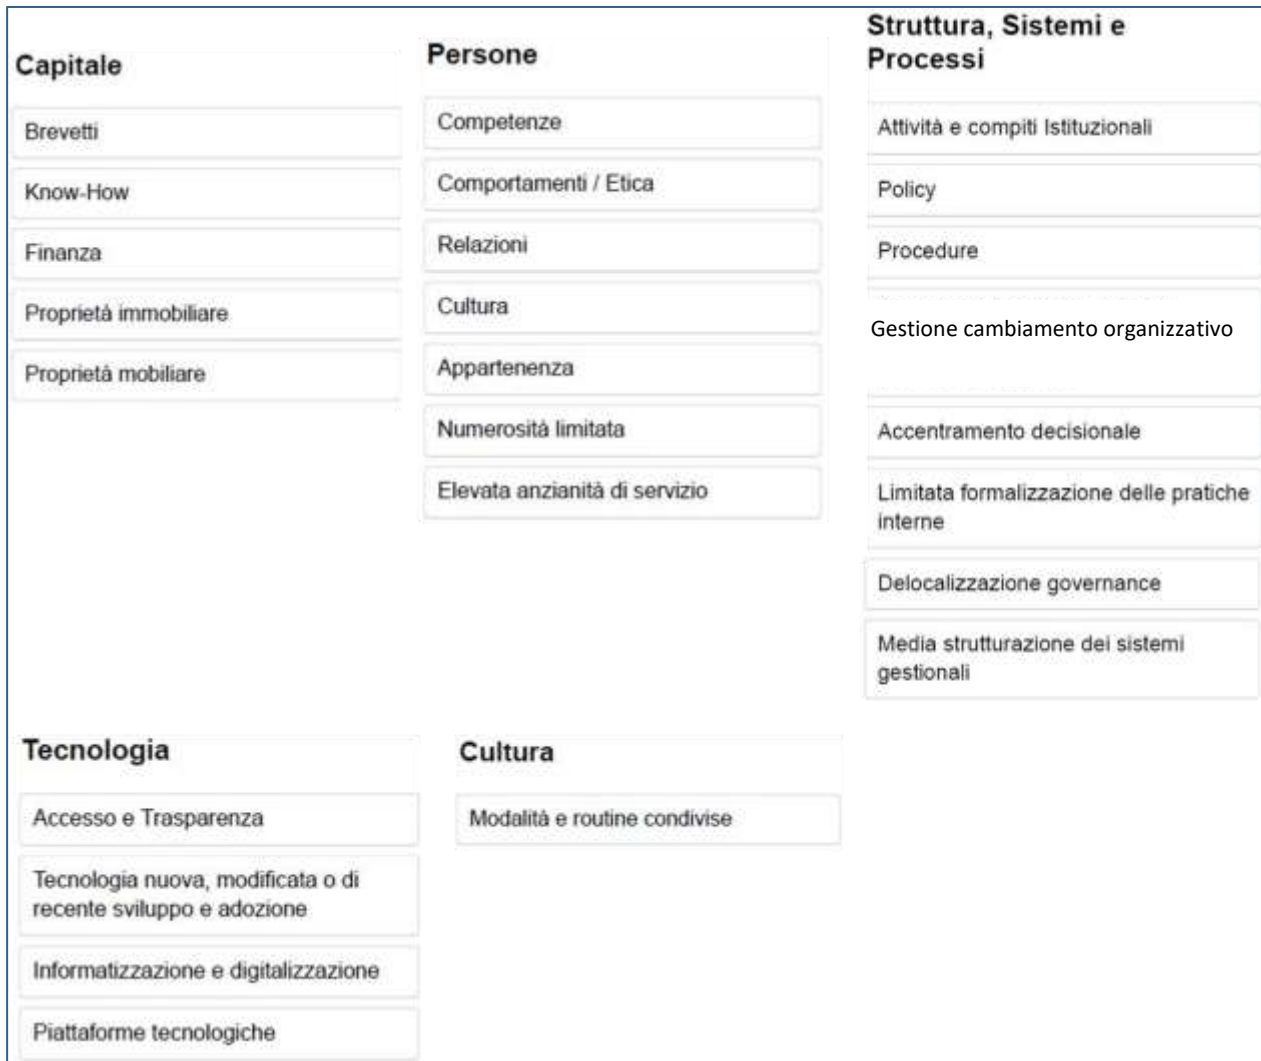 Capitale
Brevetti
Know-How
Finanza
Proprietà immobiliare
Proprietà mobiliare
Persone
Competenze
Comportamenti / Etica
Relazioni
Cultura
Appartenenza
Numerosità limitata
Elevata anzianità di servizio
Struttura, Sistemi e
Processi
Attività e compiti Istituzionali
Policy
Procedure
Gestione cambiamento organizzativo
Accentramento decisionale
Limitata formalizzazione delle pratiche
interne
Delocalizzazione governance
Media strutturazione dei sistemi
gestionali
Tecnologia
Accesso e Trasparenza
Tecnologia nuova, modificata o di
recente sviluppo e adozione
Informatizzazione e digitalizzazione
Piattaforme tecnologiche
Cultura
Modalità e routine condivise